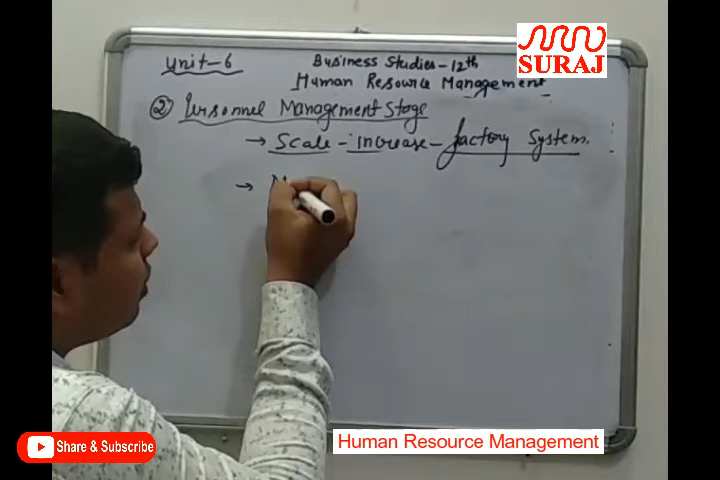 SURAJ
Unit-6 Business Studies-12th
Human Resource Management
② Personnel Management Stage
→ Scale - increase - factory System.
→
Share & Subscribe
Human Resource Management